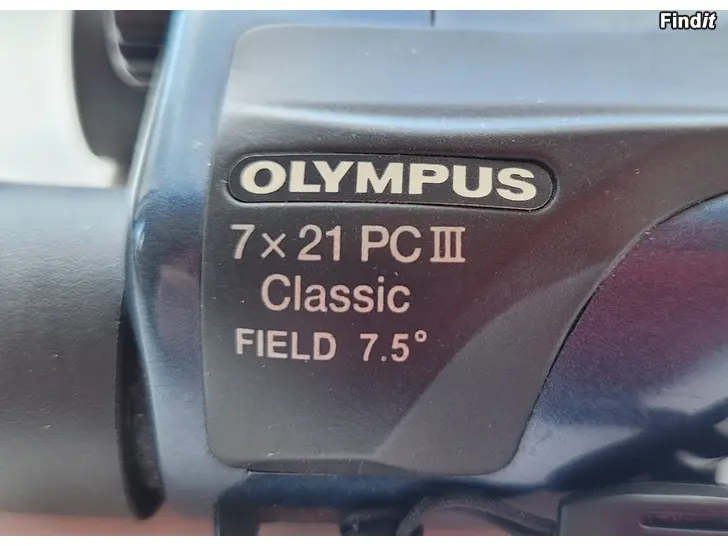 Findit
OLYMPUS
7 × 21 PC III
Classic
FIELD 7.5°